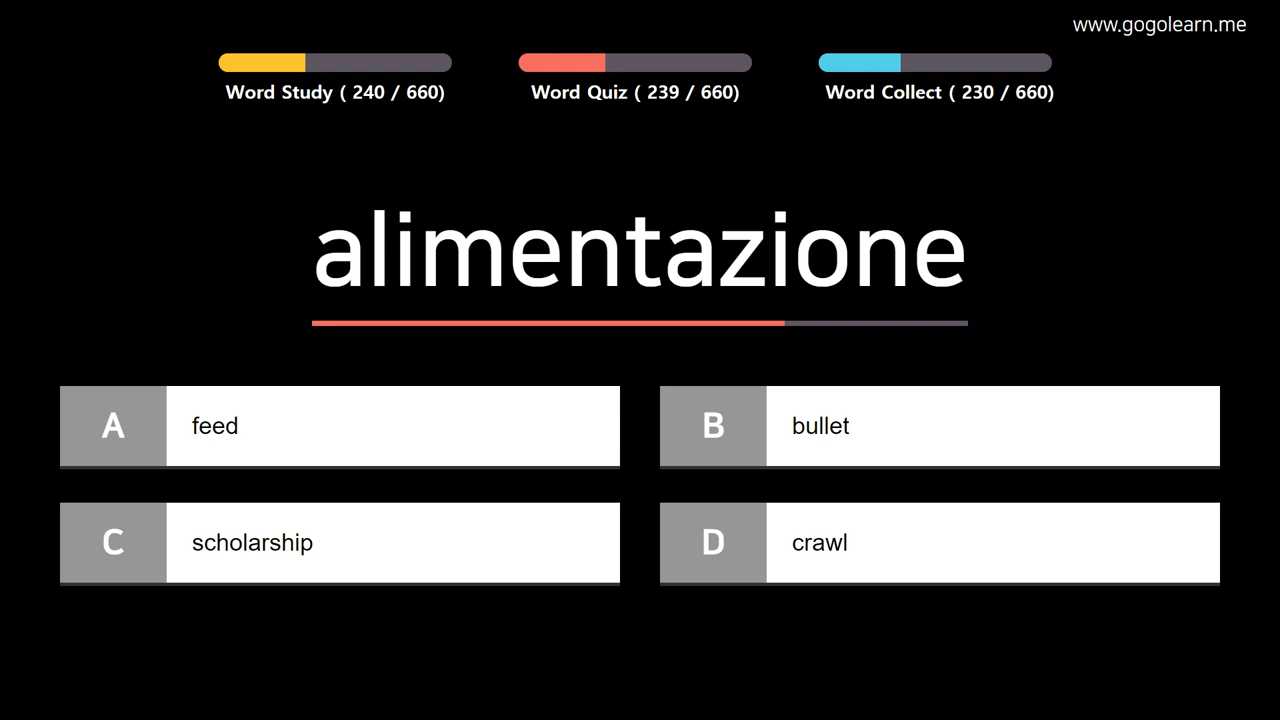 www.gogolearn.me
Word Study ( 240 / 660)
Word Quiz ( 239 / 660)
Word Collect ( 230 / 660)
alimentazione
A feed
B bullet
C scholarship
D crawl